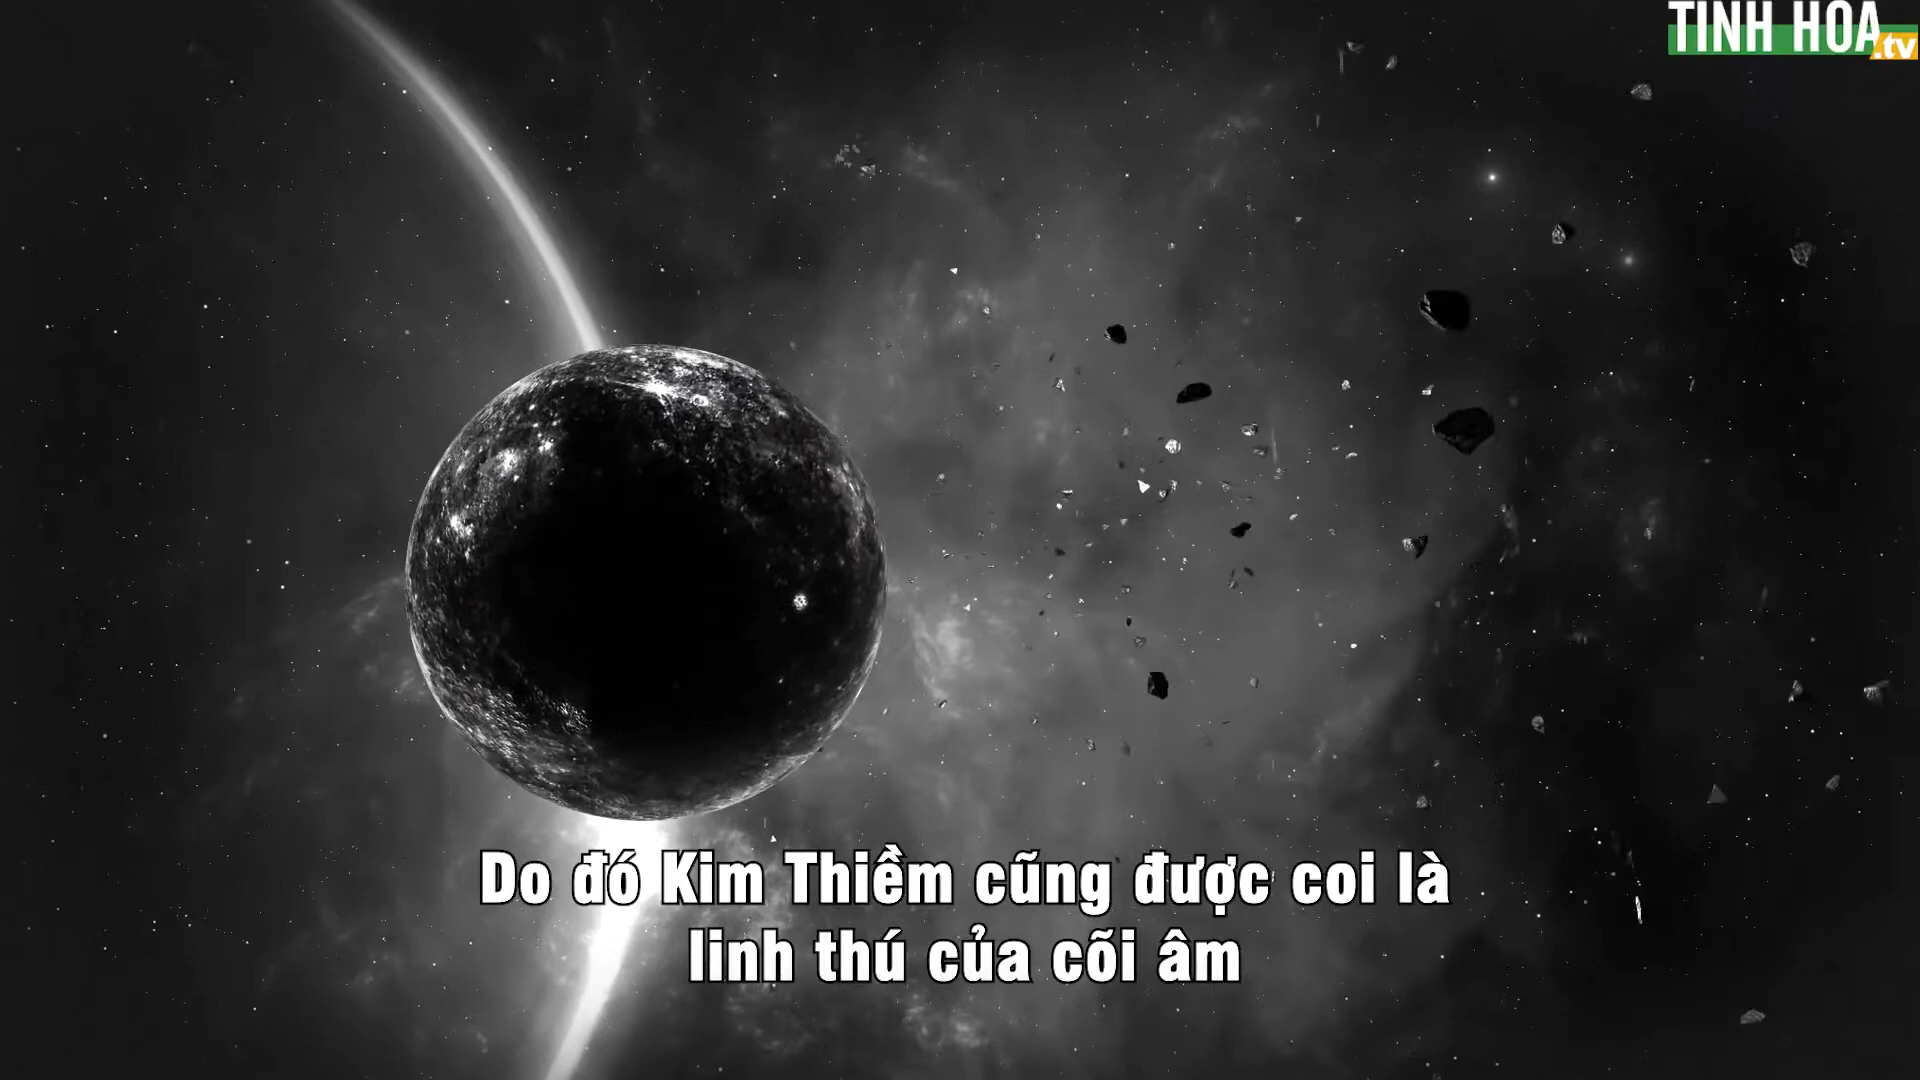 TINH HOA.tv
Do đó Kim Thiềm cũng được coi là
linh thú của cõi âm